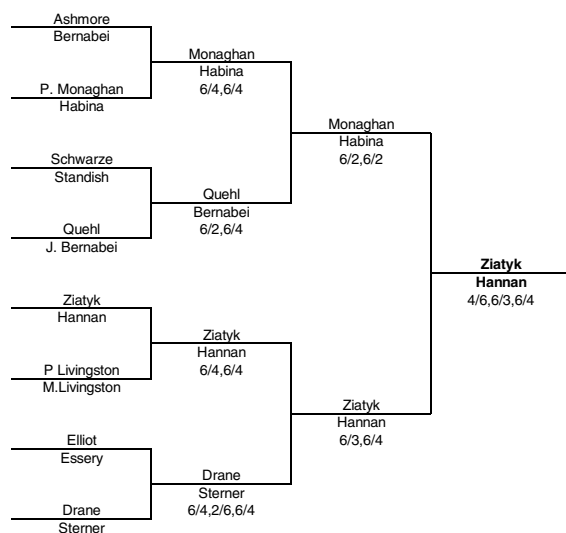 Ashmore
Bernabei
Monaghan
Habina
6/4,6/4
P. Monaghan
Habina
Monaghan
Habina
6/2,6/2
Schwarze
Standish
Quehl
Bernabei
6/2,6/4
Quehl
J. Bernabei
Ziatyk
Hannan
4/6,6/3,6/4
Ziatyk
Hannan
Ziatyk
Hannan
6/4,6/4
P Livingston
M.Livingston
Ziatyk
Hannan
6/3,6/4
Elliot
Essery
Drane
Sterner
6/4,2/6,6/4
Drane
Sterner